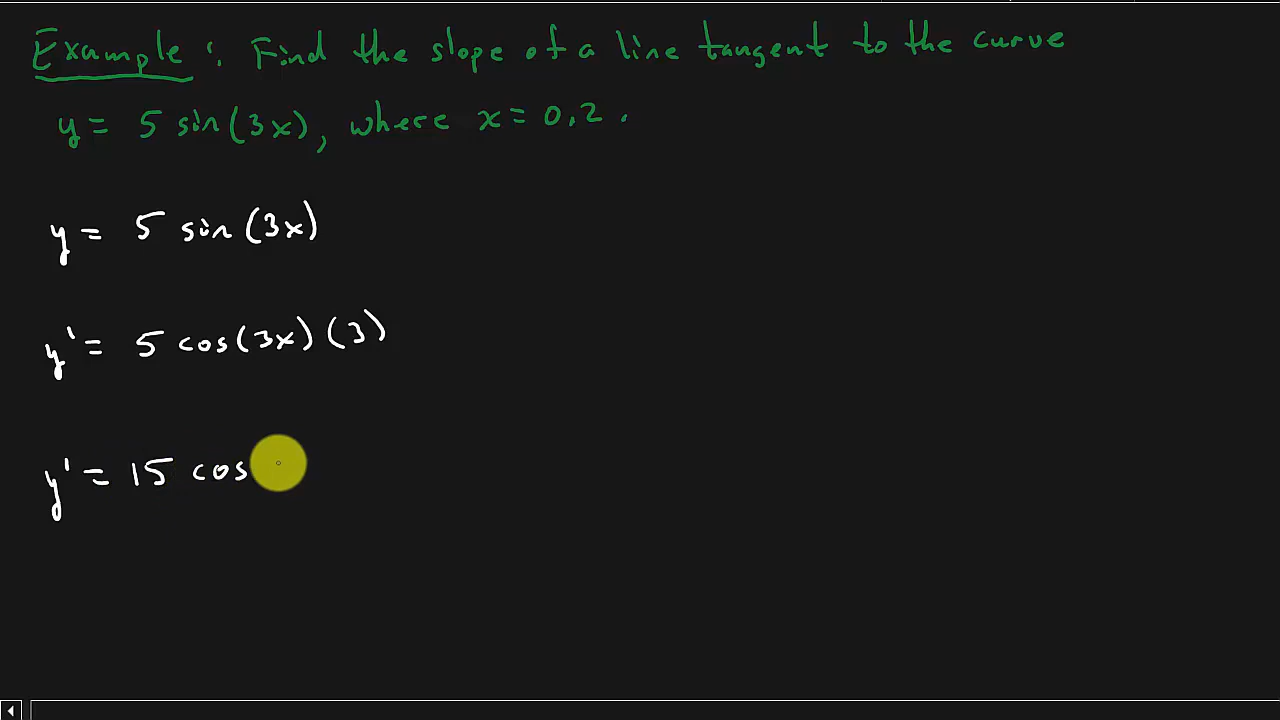 Example: Find the slope of a line tangent to the curve
y = 5 sin(3x), where x = 0.2.
y = 5 sin(3x)
y' = 5 cos(3x)(3)
y' = 15 cos